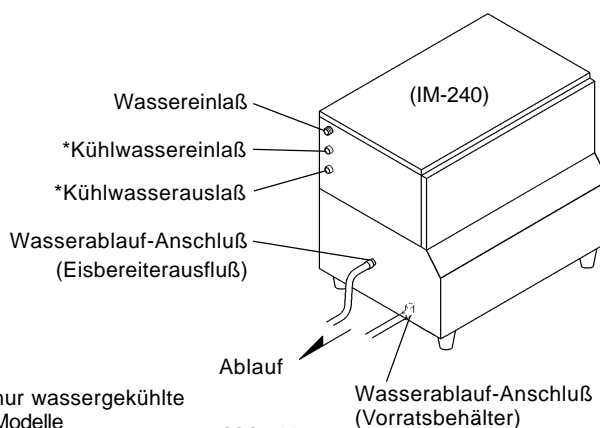 (IM-240)
Wassereinlaß
*Kühlwassereinlaß
*Kühlwasserauslaß
Wasserablauf-Anschluß
(Eisbereiterausfluß)
Ablauf
nur wassergekühlte
Modelle
Wasserablauf-Anschluß
(Vorratsbehälter)